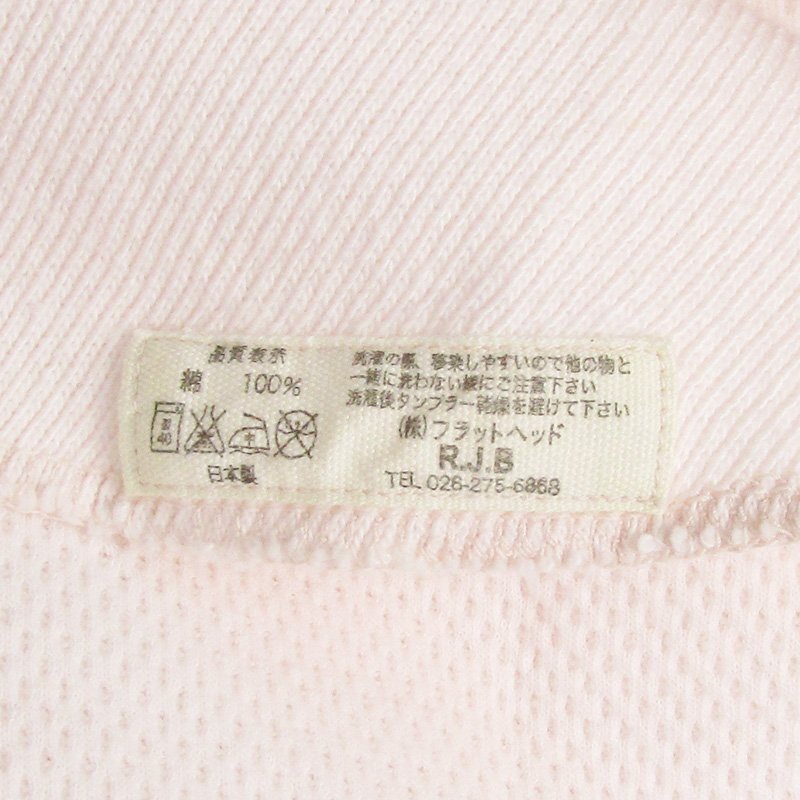 品質表示
綿 100%
弱
40
日本製
洗濯の際、移染しやすいので他の物と
一緒に洗わない様にご注意下さい
洗濯後タンブラー乾燥を避けて下さい
(株)フラットヘッド
R.J.B
TEL 026-275-6868